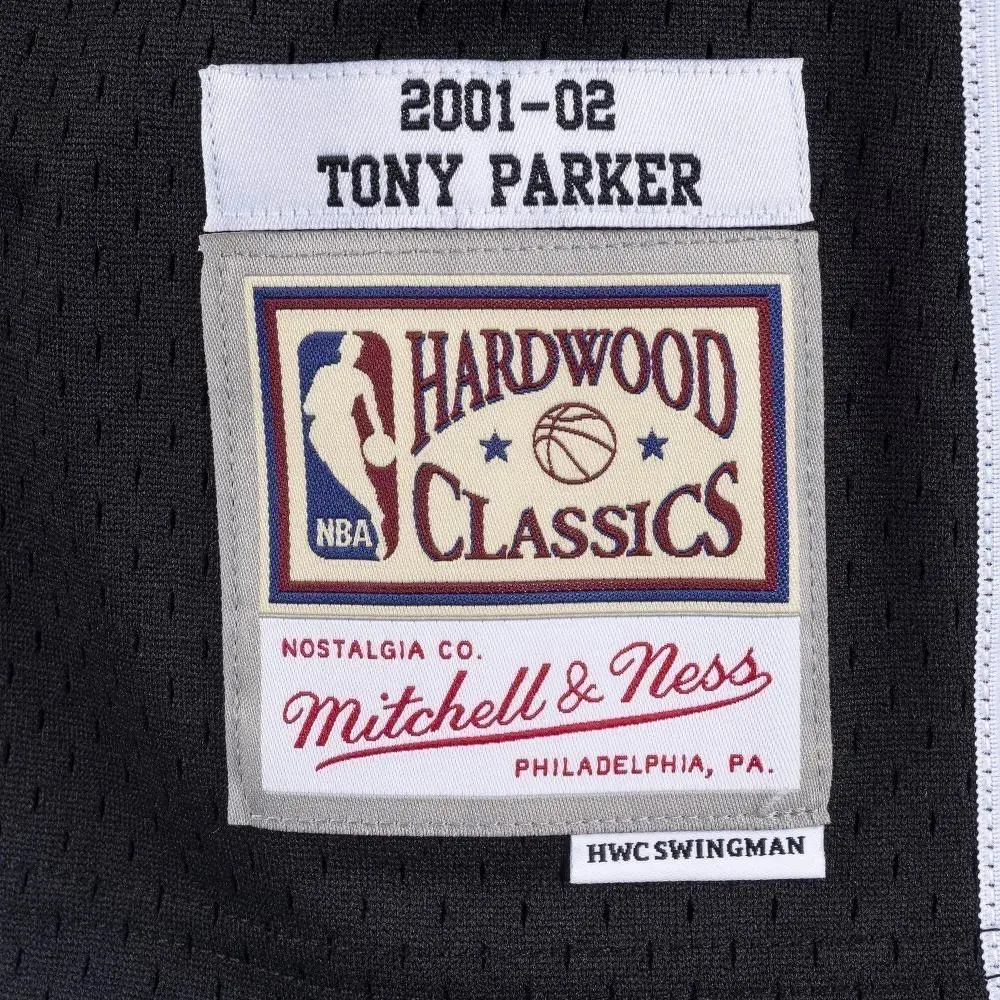 2001-02
TONY PARKER
HARDWOOD
CLASSICS
NBA
NOSTALGIA CO.
Mitchell & Ness
PHILADELPHIA, PA.
HWC SWINGMAN